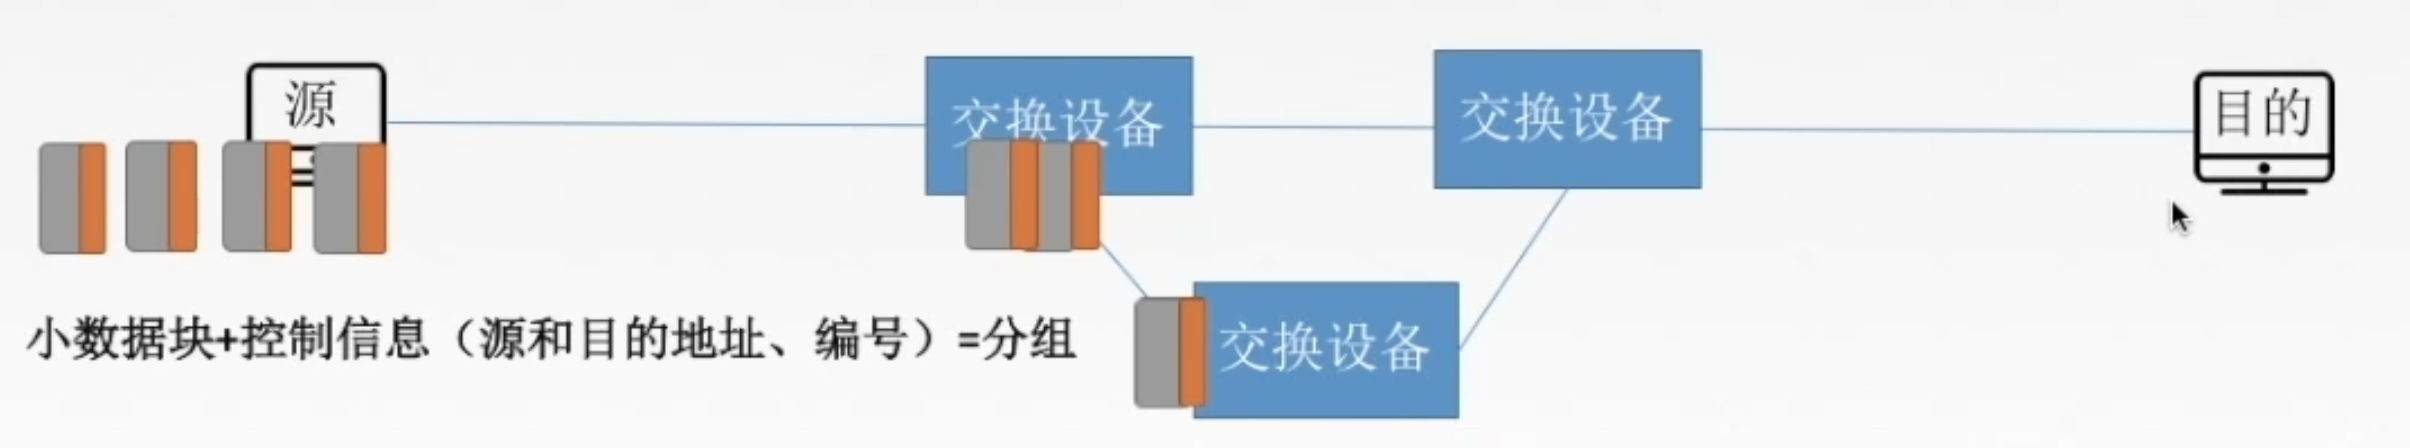 源
交换设备
交换设备
目的
小数据块+控制信息（源和目的地址、编号）=分组
交换设备